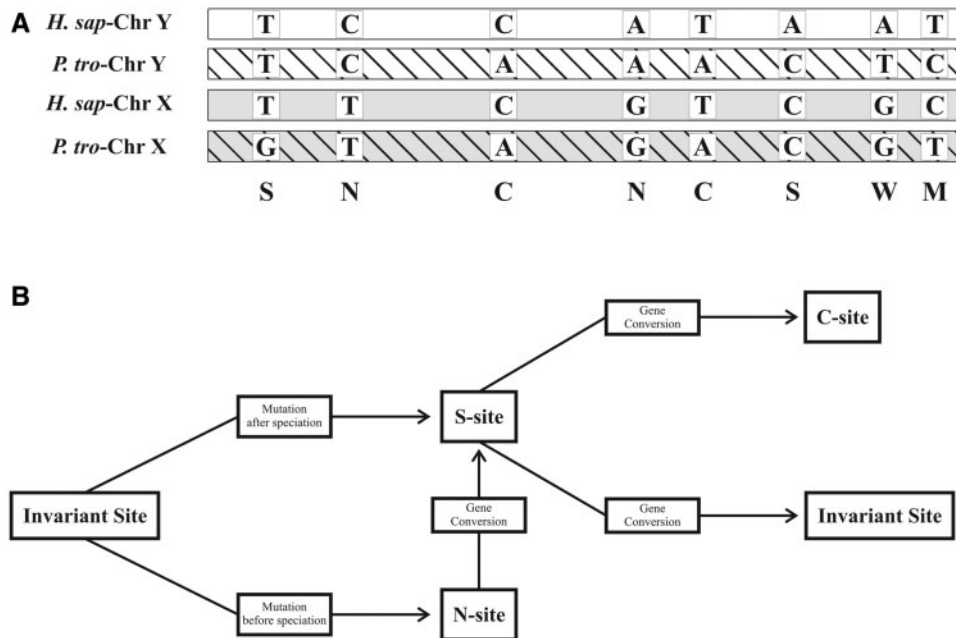 A
H. sap-Chr Y T C C A T A A T
P. tro-Chr Y T C A A A C T C
H. sap-Chr X T T C G T C G C
P. tro-Chr X G T A G A C G T
S N C N C S W M
B
Gene
Conversion
C-site
Mutation
after speciation
S-site
Invariant Site
Gene
Conversion
Gene
Conversion
Invariant Site
Mutation
before speciation
N-site